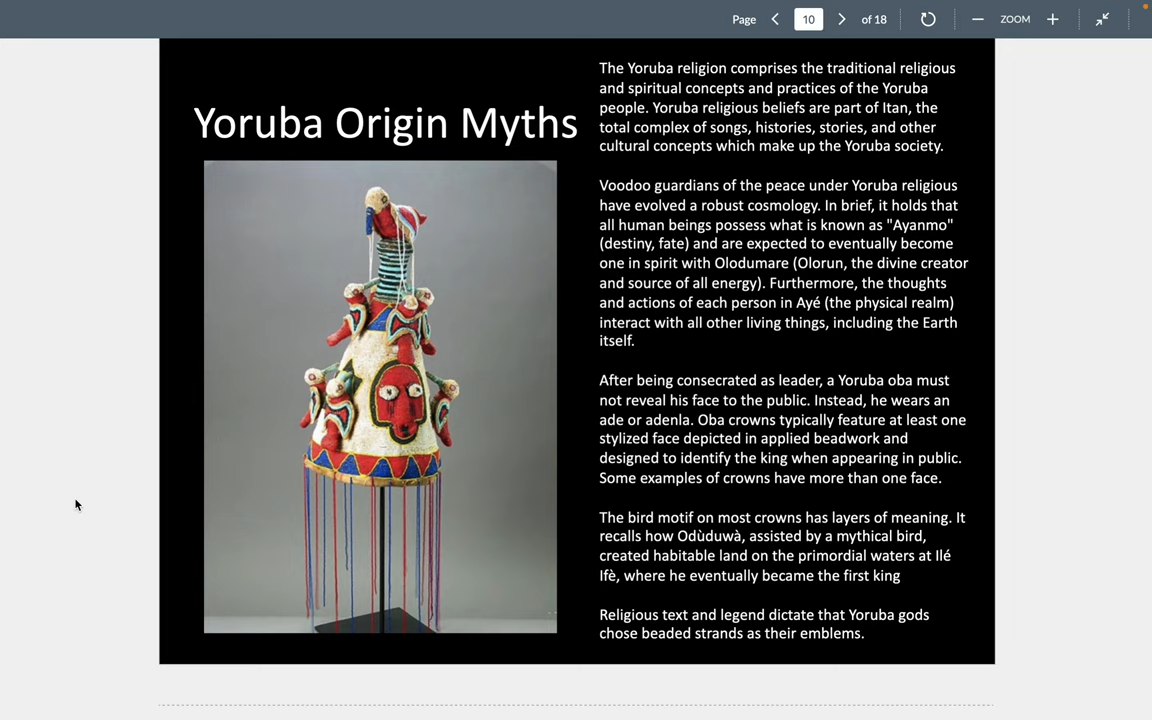 Page
10
of 18
ZOOM
Yoruba Origin Myths
The Yoruba religion comprises the traditional religious
and spiritual concepts and practices of the Yoruba
people. Yoruba religious beliefs are part of Itan, the
total complex of songs, histories, stories, and other
cultural concepts which make up the Yoruba society.
Voodoo guardians of the peace under Yoruba religious
have evolved a robust cosmology. In brief, it holds that
all human beings possess what is known as "Ayanmo"
(destiny, fate) and are expected to eventually become
one in spirit with Olodumare (Olorun, the divine creator
and source of all energy). Furthermore, the thoughts
and actions of each person in Ayé (the physical realm)
interact with all other living things, including the Earth
itself.
After being consecrated as leader, a Yoruba oba must
not reveal his face to the public. Instead, he wears an
ade or adenla. Oba crowns typically feature at least one
stylized face depicted in applied beadwork and
designed to identify the king when appearing in public.
Some examples of crowns have more than one face.
The bird motif on most crowns has layers of meaning. It
recalls how Odùduwà, assisted by a mythical bird,
created habitable land on the primordial waters at Ilé
Ifè, where he eventually became the first king
Religious text and legend dictate that Yoruba gods
chose beaded strands as their emblems.